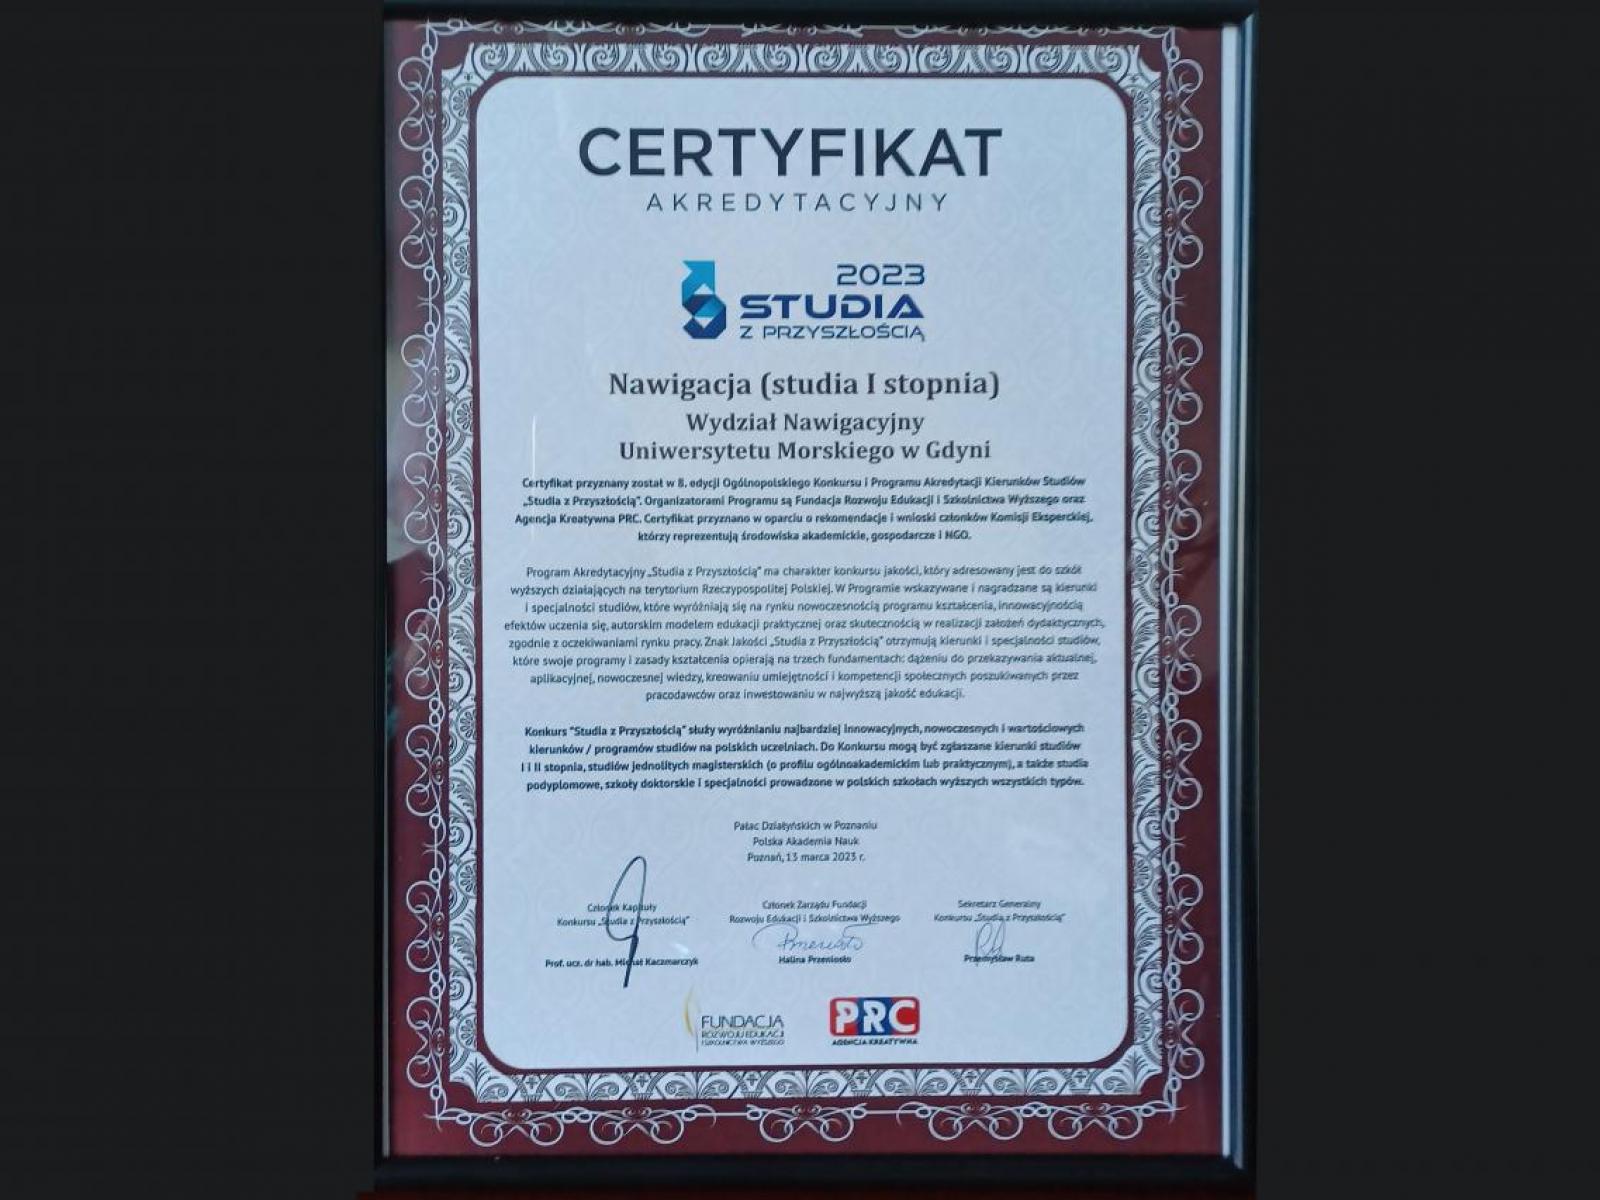 CERTYFIKAT
AKREDYTACYJNY
2023
STUDIA
Z PRZYSZŁOŚCIĄ
Nawigacja (studia I stopnia)
Wydział Nawigacyjny
Uniwersytetu Morskiego w Gdyni
Certyfikat przyznany został w 8. edycji Ogólnopolskiego Konkursu i Programu Akredytacji Kierunków Studiów
„Studia z Przyszłością”. Organizatorami Programu są Fundacja Rozwoju Edukacji i Szkolnictwa Wyższego oraz
Agencja Kreatywna PRC. Certyfikat przyznano w oparciu o rekomendacje i wnioski członków Komisji Eksperckiej,
którzy reprezentują środowiska akademickie, gospodarcze i NGO.
Program Akredytacyjny „Studia z Przyszłością” ma charakter konkursu jakości, który adresowany jest do szkół
wyższych działających na terytorium Rzeczypospolitej Polskiej. W Programie wskazywane i nagradzane są kierunki
i specjalności studiów, które wyróżniają się na rynku nowoczesnością programu kształcenia, innowacyjnością
efektów uczenia się, autorskim modelem edukacji praktycznej oraz skutecznością w realizacji założeń dydaktycznych,
zgodnie z oczekiwaniami rynku pracy. Znak Jakości „Studia z Przyszłością” otrzymują kierunki i specjalności studiów,
które swoje programy i zasady kształcenia opierają na trzech fundamentach: dążeniu do przekazywania aktualnej,
aplikacyjnej, nowoczesnej wiedzy, kreowaniu umiejętności i kompetencji społecznych poszukiwanych przez
pracodawców oraz inwestowaniu w najwyższą jakość edukacji.
Konkurs "Studia z Przyszłością" służy wyróżnianiu najbardziej innowacyjnych, nowoczesnych i wartościowych
kierunków / programów studiów na polskich uczelniach. Do Konkursu mogą być zgłaszane kierunki studiów
I i II stopnia, studiów jednolitych magisterskich (o profilu ogólnoakademickim lub praktycznym), a także studia
podyplomowe, szkoły doktorskie i specjalności prowadzone w polskich szkołach wyższych wszystkich typów.
Pałac Działyńskich w Poznaniu
Polska Akademia Nauk
Poznań, 13 marca 2023 r.
Członek Kapituły
Konkursu „Studia z Przyszłością”
Prof. ucz. dr hab. Michał Kaczmarczyk
Członek Zarządu Fundacji
Rozwoju Edukacji i Szkolnictwa Wyższego
Halina Przeniosło
Sekretarz Generalny
Konkursu „Studia z Przyszłością”
Przemysław Ruta
FUNDACJA
ROZWOJU EDUKACJI
I SZKOLNICTWA WYŻSZEGO
PRC
AGENCJA KREATYWNA